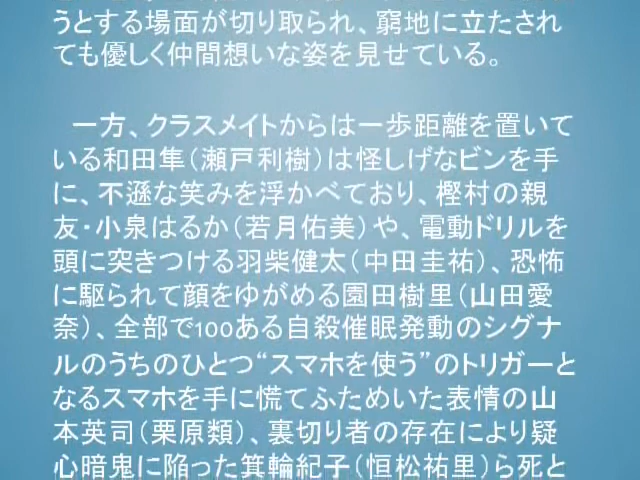 うとする場面が切り取られ、窮地に立たされ
ても優しく仲間想いな姿を見せている。
一方、クラスメイトからは一歩距離を置いて
いる和田隼（瀬戸利樹）は怪しげなビンを手
に、不遜な笑みを浮かべており、樫村の親
友・小泉はるか（若月佑美）や、電動ドリルを
頭に突きつける羽柴健太（中田圭祐）、恐怖
に駆られて顔をゆがめる園田樹里（山田愛
奈）、全部で100ある自殺催眠発動のシグナ
ルのうちのひとつ“スマホを使う”のトリガーと
なるスマホを手に慌てふためいた表情の山
本英司（栗原類）、裏切り者の存在により疑
心暗鬼に陥った箕輪紀子（恒松祐里）ら死と